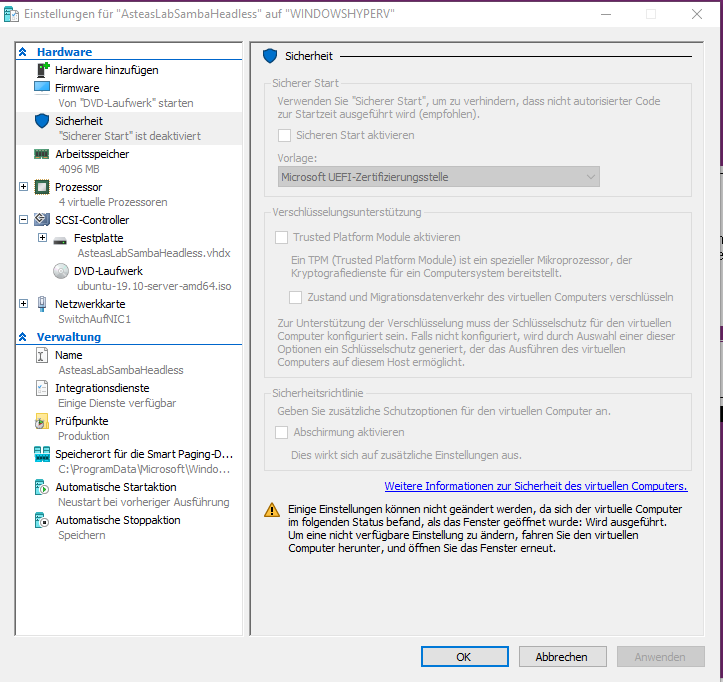 Einstellungen für "AsteasLabSambaHeadless" auf "WINDOWSHYPERV"
Hardware
Hardware hinzufügen
Firmware
Von "DVD-Laufwerk" starten
Sicherheit
"Sicherer Start" ist deaktiviert
Arbeitsspeicher
4096 MB
Prozessor
4 virtuelle Prozessoren
SCSI-Controller
Festplatte
AsteasLabSambaHeadless.vhdx
DVD-Laufwerk
ubuntu-19.10-server-amd64.iso
Netzwerkkarte
SwitchAufNIC1
Verwaltung
Name
AsteasLabSambaHeadless
Integrationsdienste
Einige Dienste verfügbar
Prüfpunkte
Produktion
Speicherort für die Smart Paging-D...
C:\ProgramData\Microsoft\Windo...
Automatische Startaktion
Neustart bei vorheriger Ausführung
Automatische Stoppaktion
Speichern
Sicherheit
Sicherer Start
Verwenden Sie "Sicherer Start", um zu verhindern, dass nicht autorisierter Code
zur Startzeit ausgeführt wird (empfohlen).
Sicheren Start aktivieren
Vorlage:
Microsoft UEFI-Zertifizierungsstelle
Verschlüsselungsunterstützung
Trusted Platform Module aktivieren
Ein TPM (Trusted Platform Module) ist ein spezieller Mikroprozessor, der
Kryptografiedienste für ein Computersystem bereitstellt.
Zustand und Migrationsdatenverkehr des virtuellen Computers verschlüsseln
Zur Unterstützung der Verschlüsselung muss der Schlüsselschutz für den virtuellen
Computer konfiguriert sein. Falls nicht konfiguriert, wird durch Auswahl einer dieser
Optionen ein Schlüsselschutz generiert, der das Ausführen des virtuellen
Computers auf diesem Host ermöglicht.
Sicherheitsrichtlinie
Geben Sie zusätzliche Schutzoptionen für den virtuellen Computer an.
Abschirmung aktivieren
Dies wirkt sich auf zusätzliche Einstellungen aus.
Weitere Informationen zur Sicherheit des virtuellen Computers.
Einige Einstellungen können nicht geändert werden, da sich der virtuelle Computer
im folgenden Status befand, als das Fenster geöffnet wurde: Wird ausgeführt.
Um eine nicht verfügbare Einstellung zu ändern, fahren Sie den virtuellen
Computer herunter, und öffnen Sie das Fenster erneut.
OK
Abbrechen
Anwenden